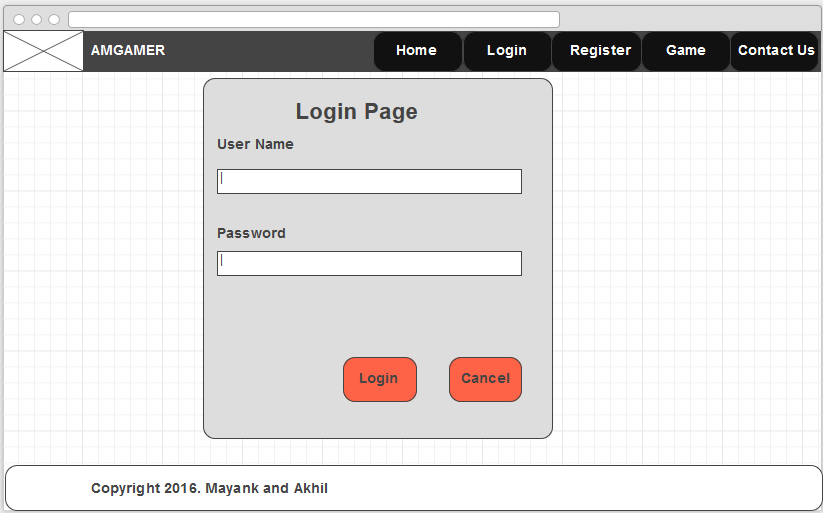 AMGAMER Home Login Register Game Contact Us
Login Page
User Name
Password
Login Cancel
Copyright 2016. Mayank and Akhil